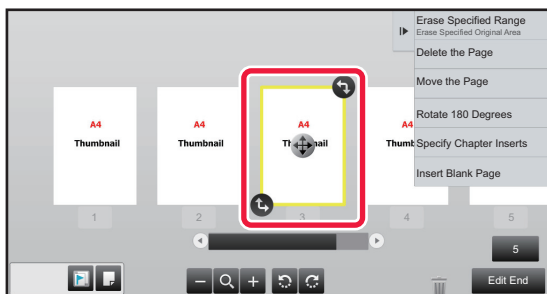 Erase Specified Range
Erase Specified Original Area
Delete the Page
Move the Page
Rotate 180 Degrees
Specify Chapter Inserts
Insert Blank Page
A4
Thumbnail
A4
Thumbnail
A4
Thumb
1
2
3
4
5
5
Edit End